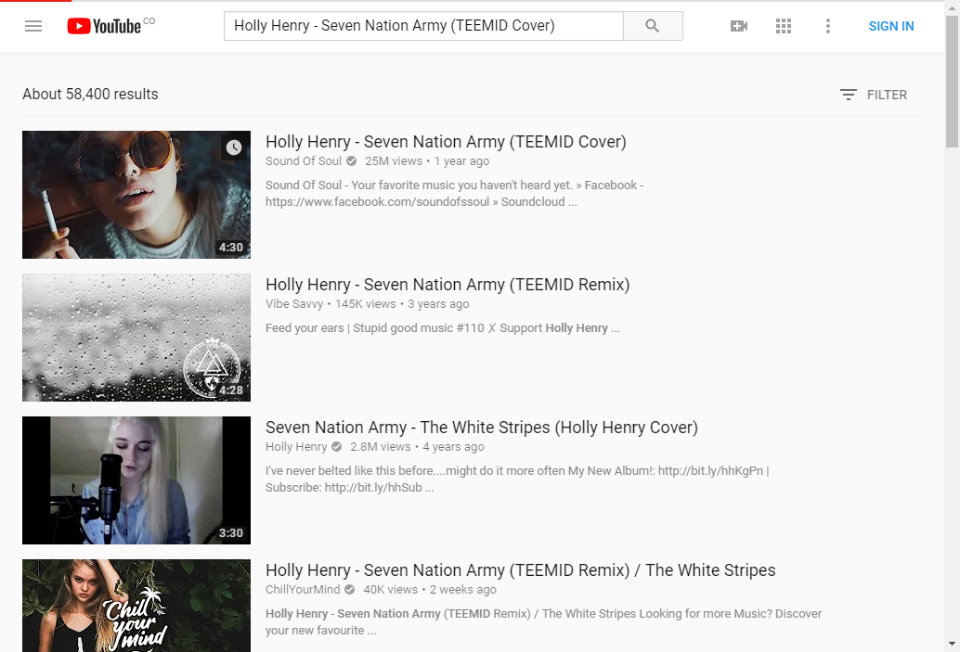 YouTube CO
Holly Henry - Seven Nation Army (TEEMID Cover)
SIGN IN
About 58,400 results
FILTER
4:30
Holly Henry - Seven Nation Army (TEEMID Cover)
Sound Of Soul 25M views • 1 year ago
Sound Of Soul - Your favorite music you haven't heard yet. » Facebook -
https://www.facebook.com/soundofssoul » Soundcloud ...
4:28
Holly Henry - Seven Nation Army (TEEMID Remix)
Vibe Savvy • 145K views • 3 years ago
Feed your ears | Stupid good music #110 ✗ Support Holly Henry ...
3:30
Seven Nation Army - The White Stripes (Holly Henry Cover)
Holly Henry 2.8M views • 4 years ago
I've never belted like this before....might do it more often My New Album!: http://bit.ly/hhKgPn |
Subscribe: http://bit.ly/hhSub ...
Chill
your
mind
Holly Henry - Seven Nation Army (TEEMID Remix) / The White Stripes
ChillYourMind 40K views • 2 weeks ago
Holly Henry - Seven Nation Army (TEEMID Remix) / The White Stripes Looking for more Music? Discover
your new favourite ...